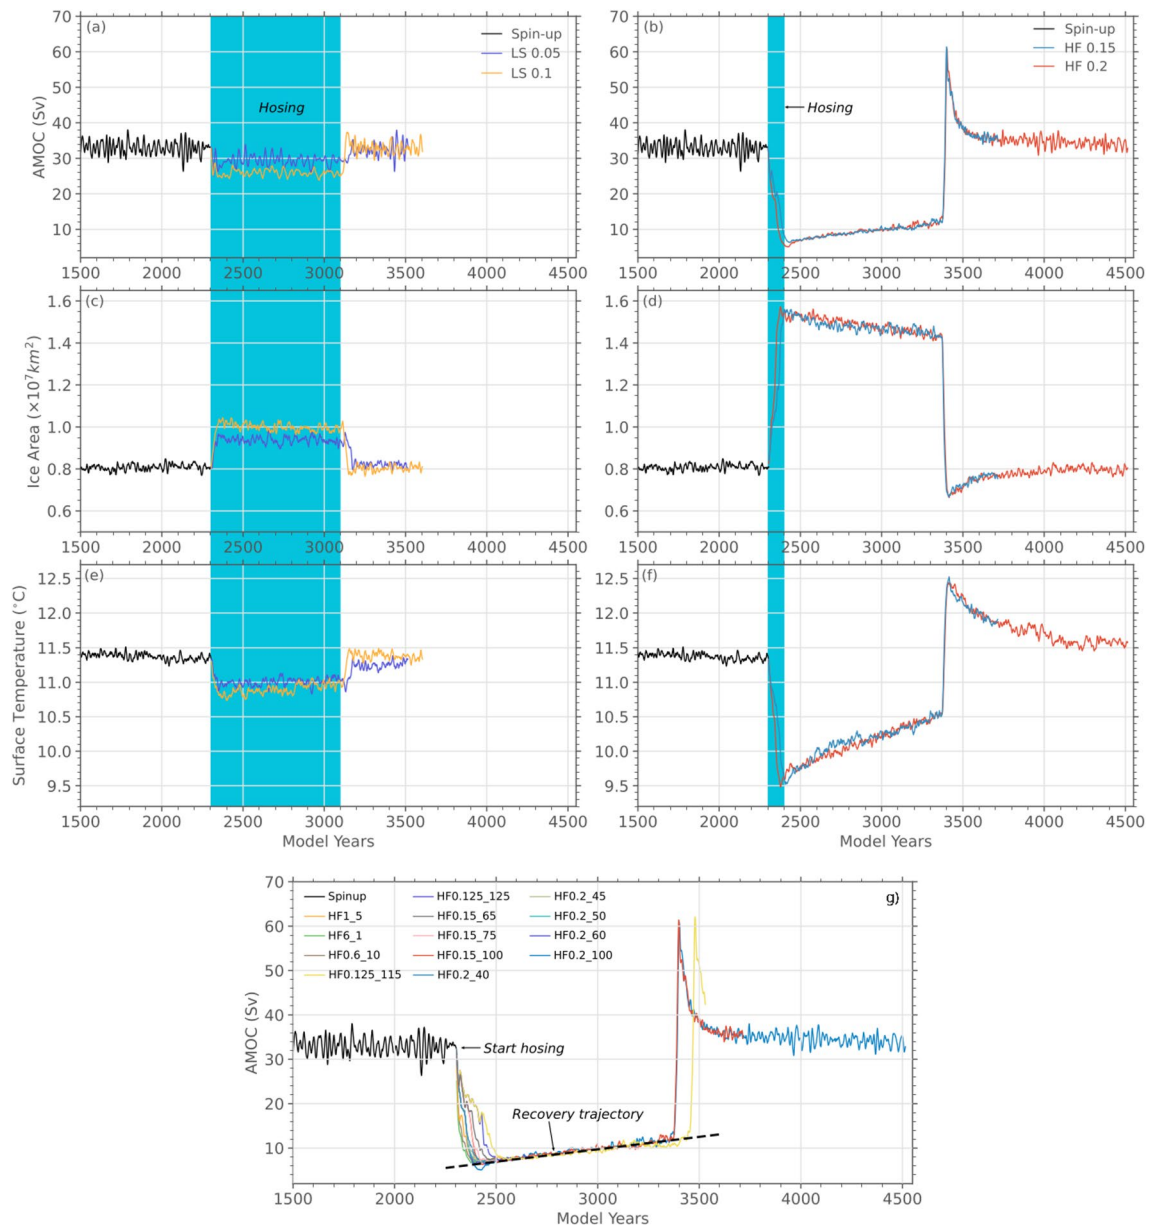 (a)
Spin-up
LS 0.05
LS 0.1
Hosing
AMOC (Sv)
70
60
50
40
30
20
10
1500 2000 2500 3000 3500 4000 4500
(b)
Spin-up
HF 0.15
HF 0.2
Hosing
70
60
50
40
30
20
10
1500 2000 2500 3000 3500 4000 4500
(c)
Ice Area (×10⁷km²)
1.6
1.4
1.2
1.0
0.8
0.6
1500 2000 2500 3000 3500 4000 4500
(d)
1.6
1.4
1.2
1.0
0.8
0.6
1500 2000 2500 3000 3500 4000 4500
(e)
Surface Temperature (°C)
12.5
12.0
11.5
11.0
10.5
10.0
9.5
1500 2000 2500 3000 3500 4000 4500
Model Years
(f)
12.5
12.0
11.5
11.0
10.5
10.0
9.5
1500 2000 2500 3000 3500 4000 4500
Model Years
g)
Spinup
HF1_5
HF6_1
HF0.6_10
HF0.125_115
HF0.125_125
HF0.15_65
HF0.15_75
HF0.15_100
HF0.2_40
HF0.2_45
HF0.2_50
HF0.2_60
HF0.2_100
Start hosing
Recovery trajectory
AMOC (Sv)
70
60
50
40
30
20
10
1500 2000 2500 3000 3500 4000 4500
Model Years